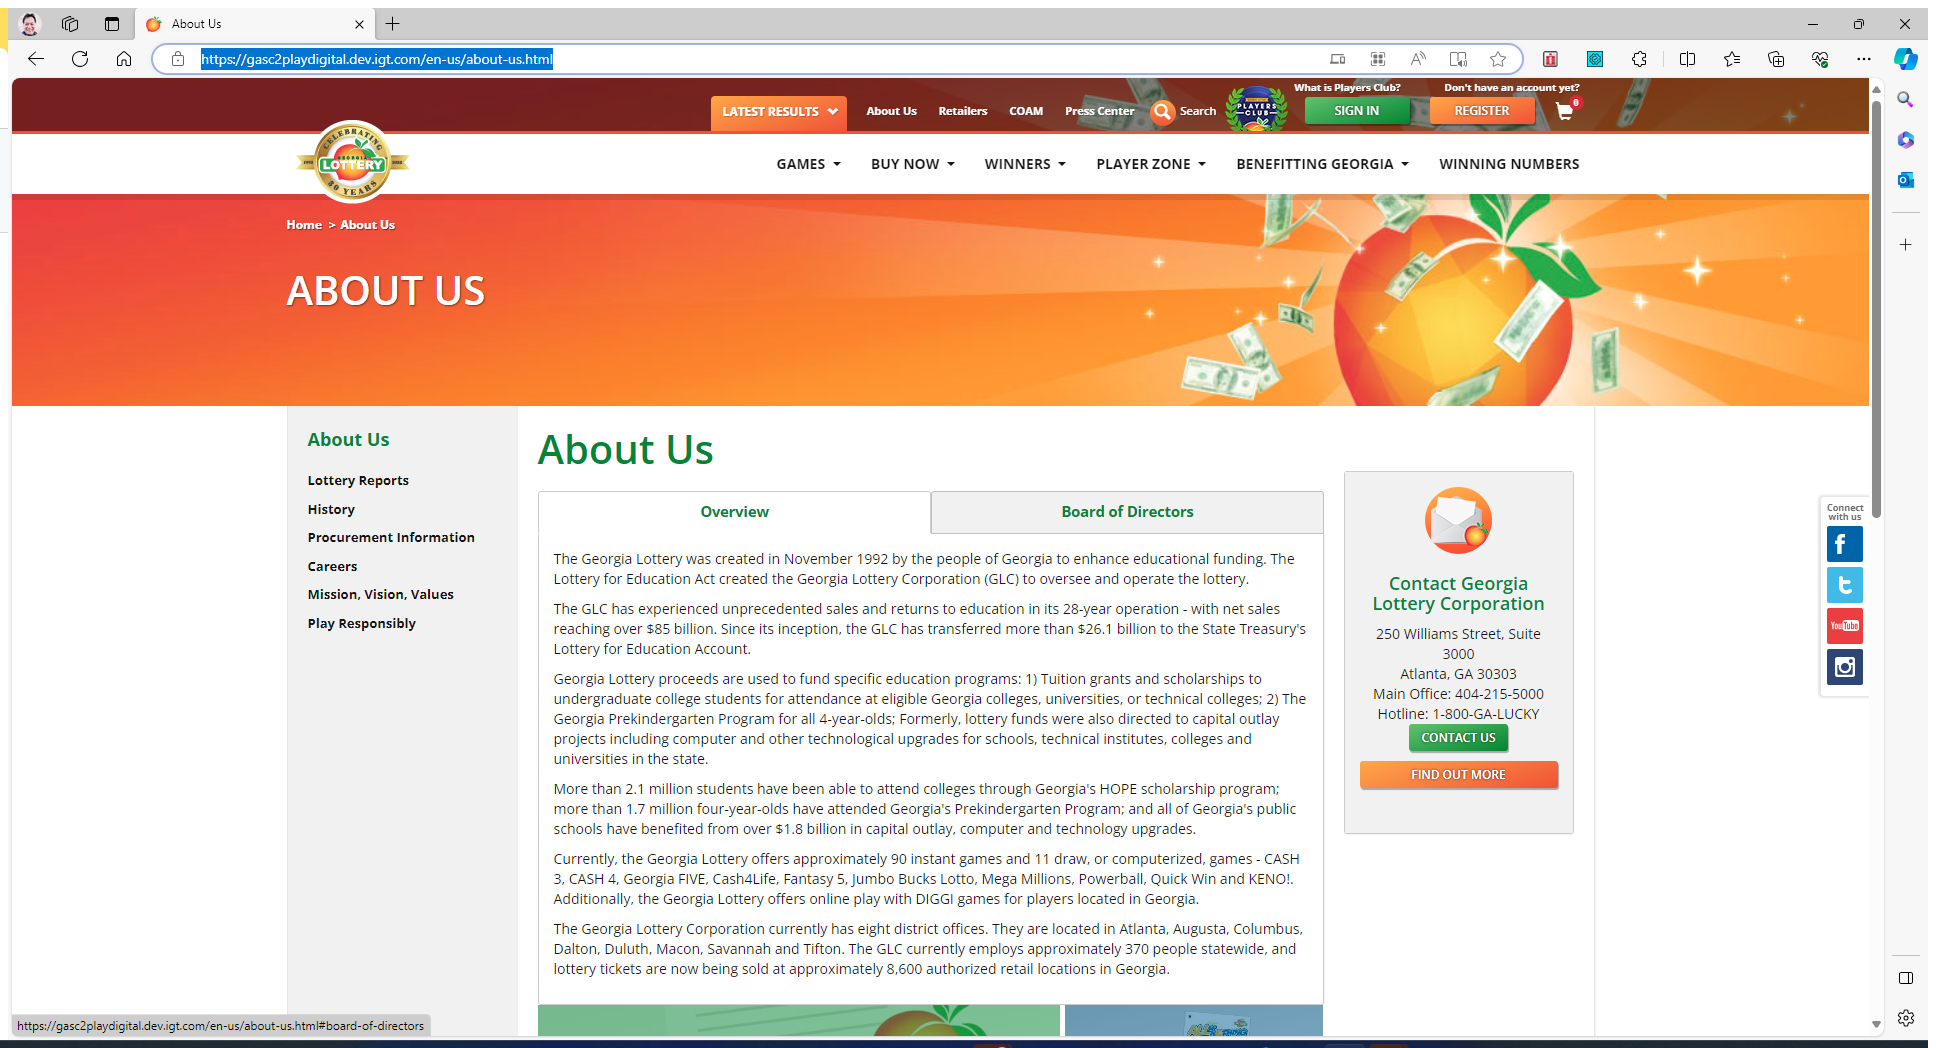 About Us
https://gasc2playdigital.dev.igt.com/en-us/about-us.html
What is Players Club?
Don't have an account yet?
LATEST RESULTS
About Us
Retailers
COAM
Press Center
Search
PLAYERS
CLUB
SIGN IN
REGISTER
0
CELEBRATING
GEORGIA
LOTTERY
30 YEARS
GAMES
BUY NOW
WINNERS
PLAYER ZONE
BENEFITTING GEORGIA
WINNING NUMBERS
Home > About Us
ABOUT US
About Us
Lottery Reports
History
Procurement Information
Careers
Mission, Vision, Values
Play Responsibly
About Us
Overview
Board of Directors
The Georgia Lottery was created in November 1992 by the people of Georgia to enhance educational funding. The
Lottery for Education Act created the Georgia Lottery Corporation (GLC) to oversee and operate the lottery.
The GLC has experienced unprecedented sales and returns to education in its 28-year operation - with net sales
reaching over $85 billion. Since its inception, the GLC has transferred more than $26.1 billion to the State Treasury's
Lottery for Education Account.
Georgia Lottery proceeds are used to fund specific education programs: 1) Tuition grants and scholarships to
undergraduate college students for attendance at eligible Georgia colleges, universities, or technical colleges; 2) The
Georgia Prekindergarten Program for all 4-year-olds; Formerly, lottery funds were also directed to capital outlay
projects including computer and other technological upgrades for schools, technical institutes, colleges and
universities in the state.
More than 2.1 million students have been able to attend colleges through Georgia's HOPE scholarship program;
more than 1.7 million four-year-olds have attended Georgia's Prekindergarten Program; and all of Georgia's public
schools have benefited from over $1.8 billion in capital outlay, computer and technology upgrades.
Currently, the Georgia Lottery offers approximately 90 instant games and 11 draw, or computerized, games - CASH
3, CASH 4, Georgia FIVE, Cash4Life, Fantasy 5, Jumbo Bucks Lotto, Mega Millions, Powerball, Quick Win and KENO!.
Additionally, the Georgia Lottery offers online play with DIGGI games for players located in Georgia.
The Georgia Lottery Corporation currently has eight district offices. They are located in Atlanta, Augusta, Columbus,
Dalton, Duluth, Macon, Savannah and Tifton. The GLC currently employs approximately 370 people statewide, and
lottery tickets are now being sold at approximately 8,600 authorized retail locations in Georgia.
Contact Georgia
Lottery Corporation
250 Williams Street, Suite
3000
Atlanta, GA 30303
Main Office: 404-215-5000
Hotline: 1-800-GA-LUCKY
CONTACT US
FIND OUT MORE
Connect
with us
You Tube
https://gasc2playdigital.dev.igt.com/en-us/about-us.html#board-of-directors